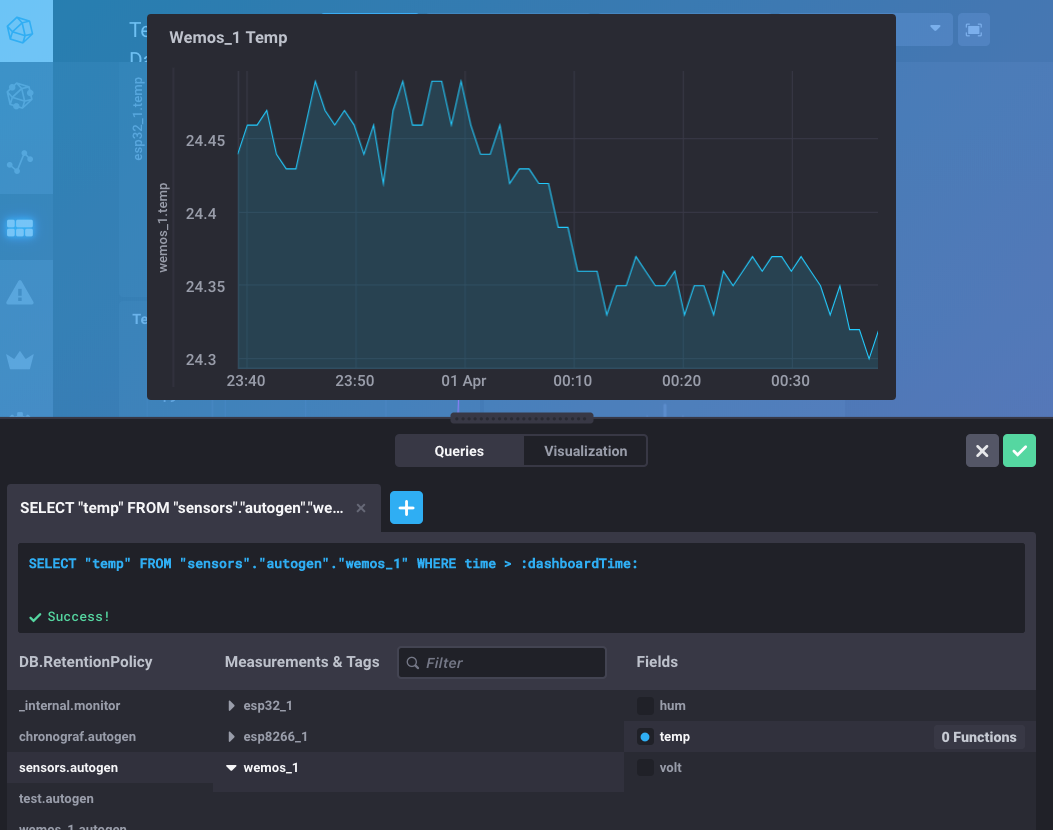 Te
Da
Wemos_1 Temp
esp32_1.temp
wemos_1.temp
24.45
24.4
24.35
24.3
Te
23:40 23:50 01 Apr 00:10 00:20 00:30
Queries Visualization
SELECT "temp" FROM "sensors"."autogen"."we...
SELECT "temp" FROM "sensors"."autogen"."wemos_1" WHERE time > :dashboardTime:
Success!
DB.RetentionPolicy Measurements & Tags Filter Fields
_internal.monitor esp32_1 hum
chronograf.autogen esp8266_1 temp 0 Functions
sensors.autogen wemos_1 volt
test.autogen
wemos_1.autogen